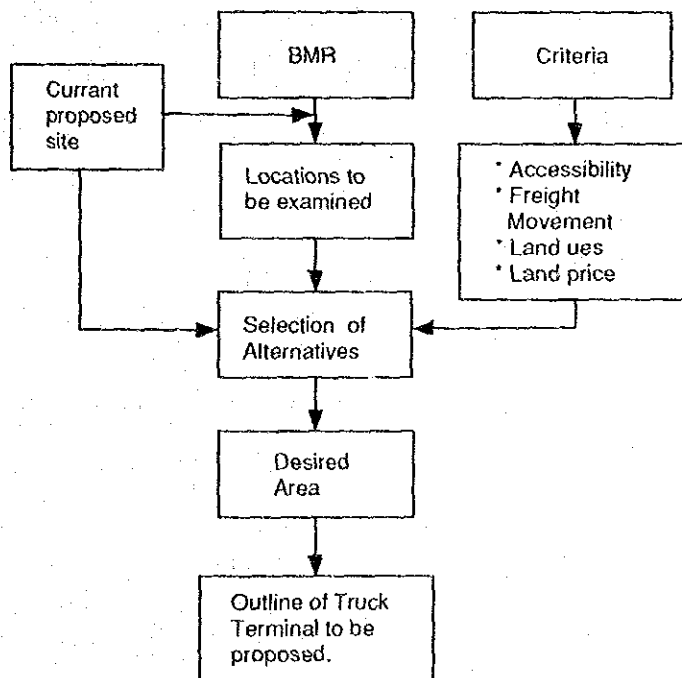 BMR
Criteria
Currant
proposed
site
Locations to
be examined
* Accessibility
* Freight
Movement
* Land ues
* Land price
Selection of
Alternatives
Desired
Area
Outline of Truck
Terminal to be
proposed.